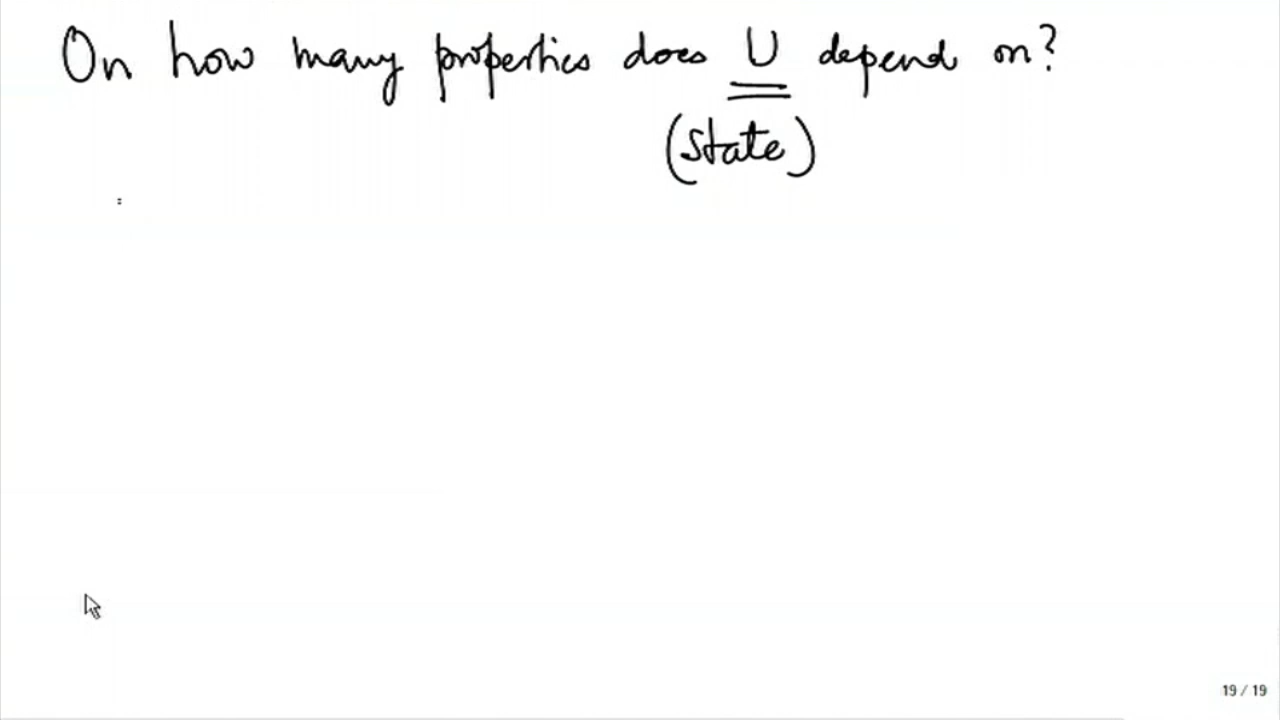 On how many properties does U depend on?
(state)
19 / 19